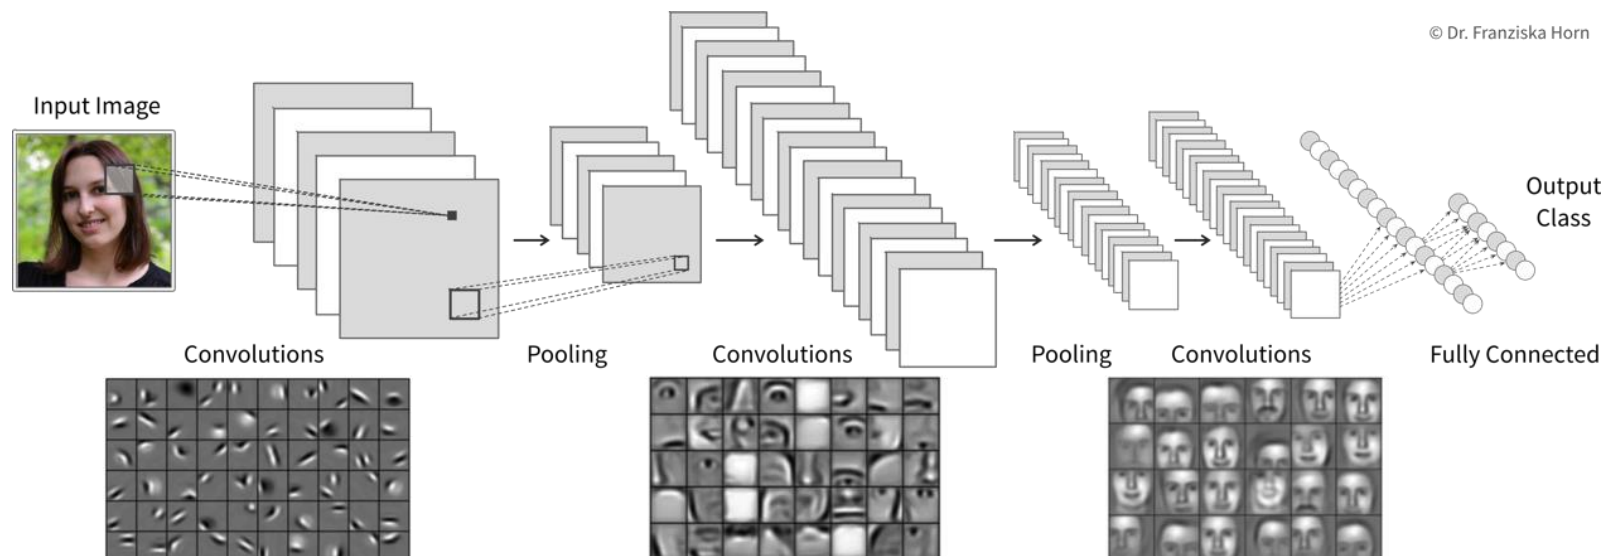 © Dr. Franziska Horn
Input Image
Output
Class
Convolutions
Pooling
Convolutions
Pooling
Convolutions
Fully Connected